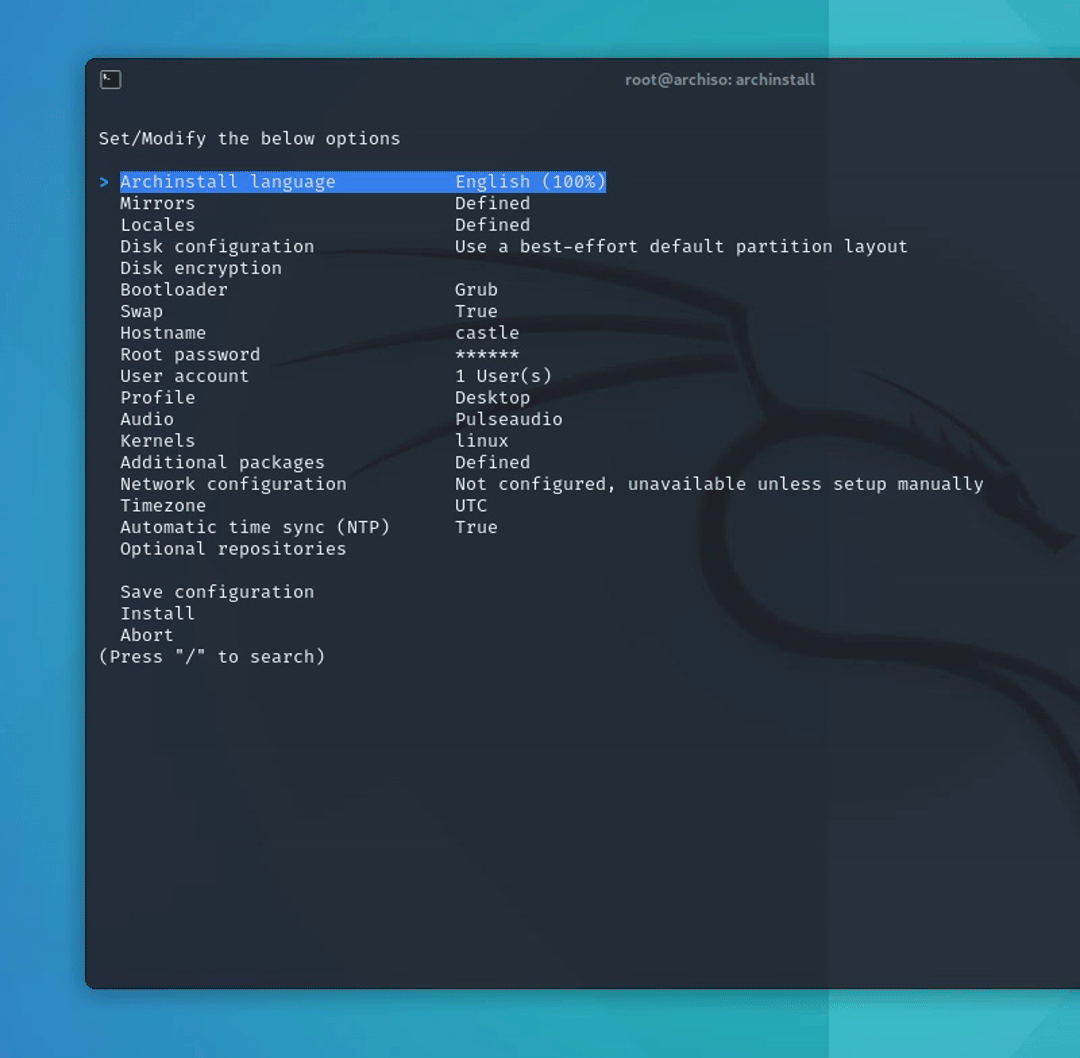 root@archiso: archinstall
Set/Modify the below options
> Archinstall language English (100%)
Mirrors Defined
Locales Defined
Disk configuration Use a best-effort default partition layout
Disk encryption
Bootloader Grub
Swap True
Hostname castle
Root password ******
User account 1 User(s)
Profile Desktop
Audio Pulseaudio
Kernels linux
Additional packages Defined
Network configuration Not configured, unavailable unless setup manually
Timezone UTC
Automatic time sync (NTP) True
Optional repositories
Save configuration
Install
Abort
(Press "/" to search)